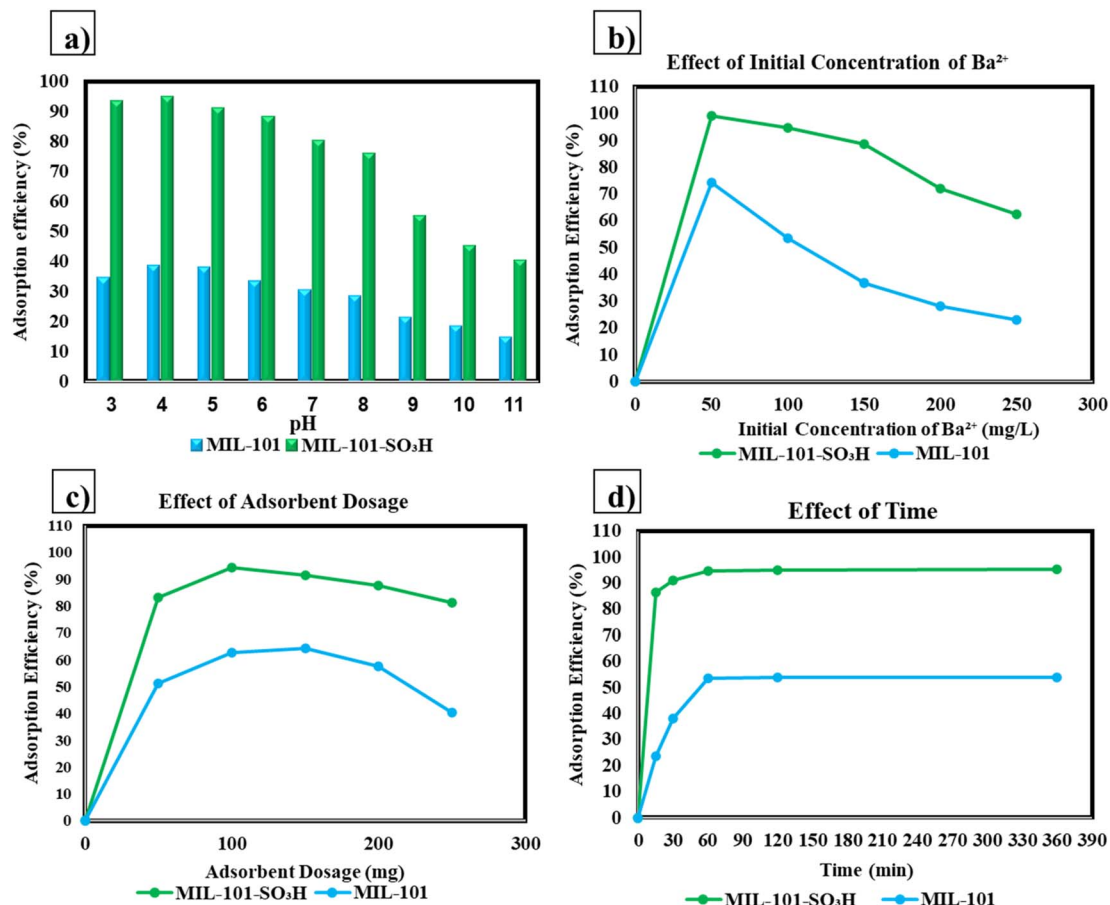 a)
100
90
80
70
60
50
40
30
20
10
0
Adsorption efficiency (%)
3 4 5 6 7 8 9 10 11
pH
MIL-101 MIL-101-SO₃H
b)
Effect of Initial Concentration of Ba²⁺
110
100
90
80
70
60
50
40
30
20
10
0
Adsorption Efficiency (%)
0 50 100 150 200 250 300
Initial Concentration of Ba²⁺ (mg/L)
MIL-101-SO₃H MIL-101
c)
Effect of Adsorbent Dosage
110
100
90
80
70
60
50
40
30
20
10
0
Adsorption Efficiency (%)
0 100 200 300
Adsorbent Dosage (mg)
MIL-101-SO₃H MIL-101
d)
Effect of Time
110
100
90
80
70
60
50
40
30
20
10
0
Adsorption Efficiency (%)
0 30 60 90 120 150 180 210 240 270 300 330 360 390
Time (min)
MIL-101-SO₃H MIL-101